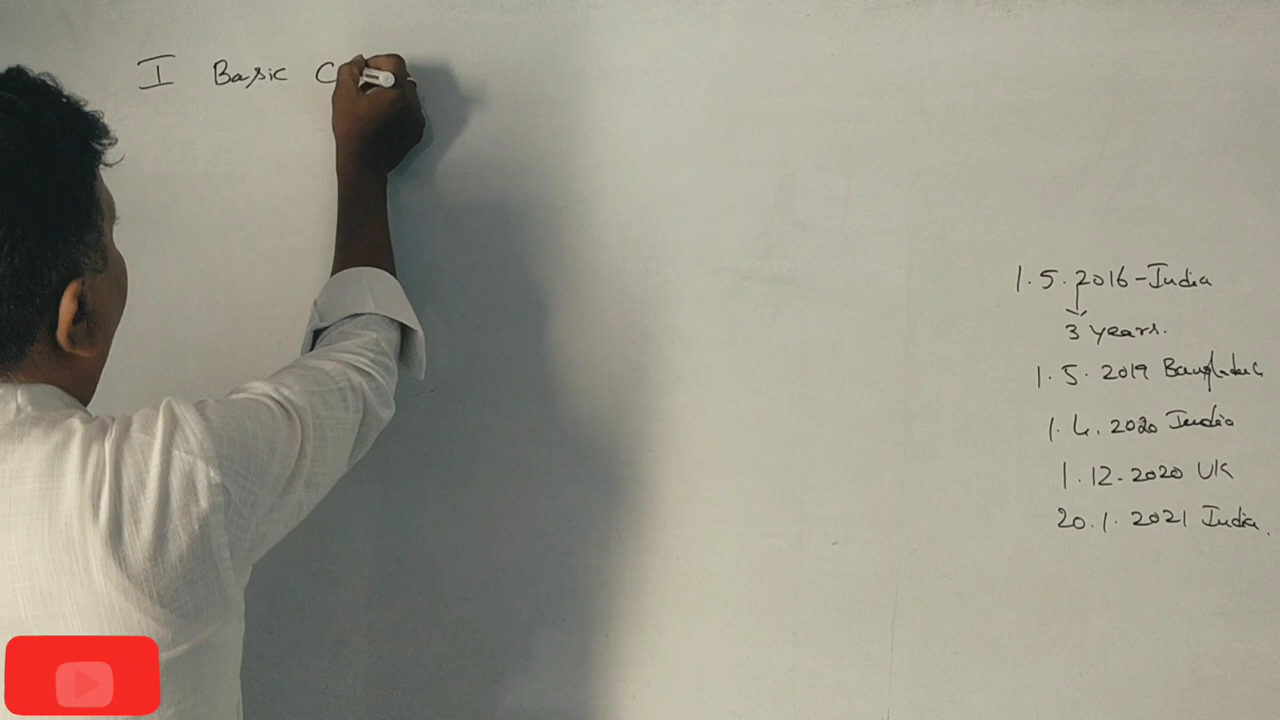 I Basic C
1.5.2016-India
3 years.
1.5.2019 Bangladesh
1.4.2020 India
1.12.2020 UK
20.1.2021 India.